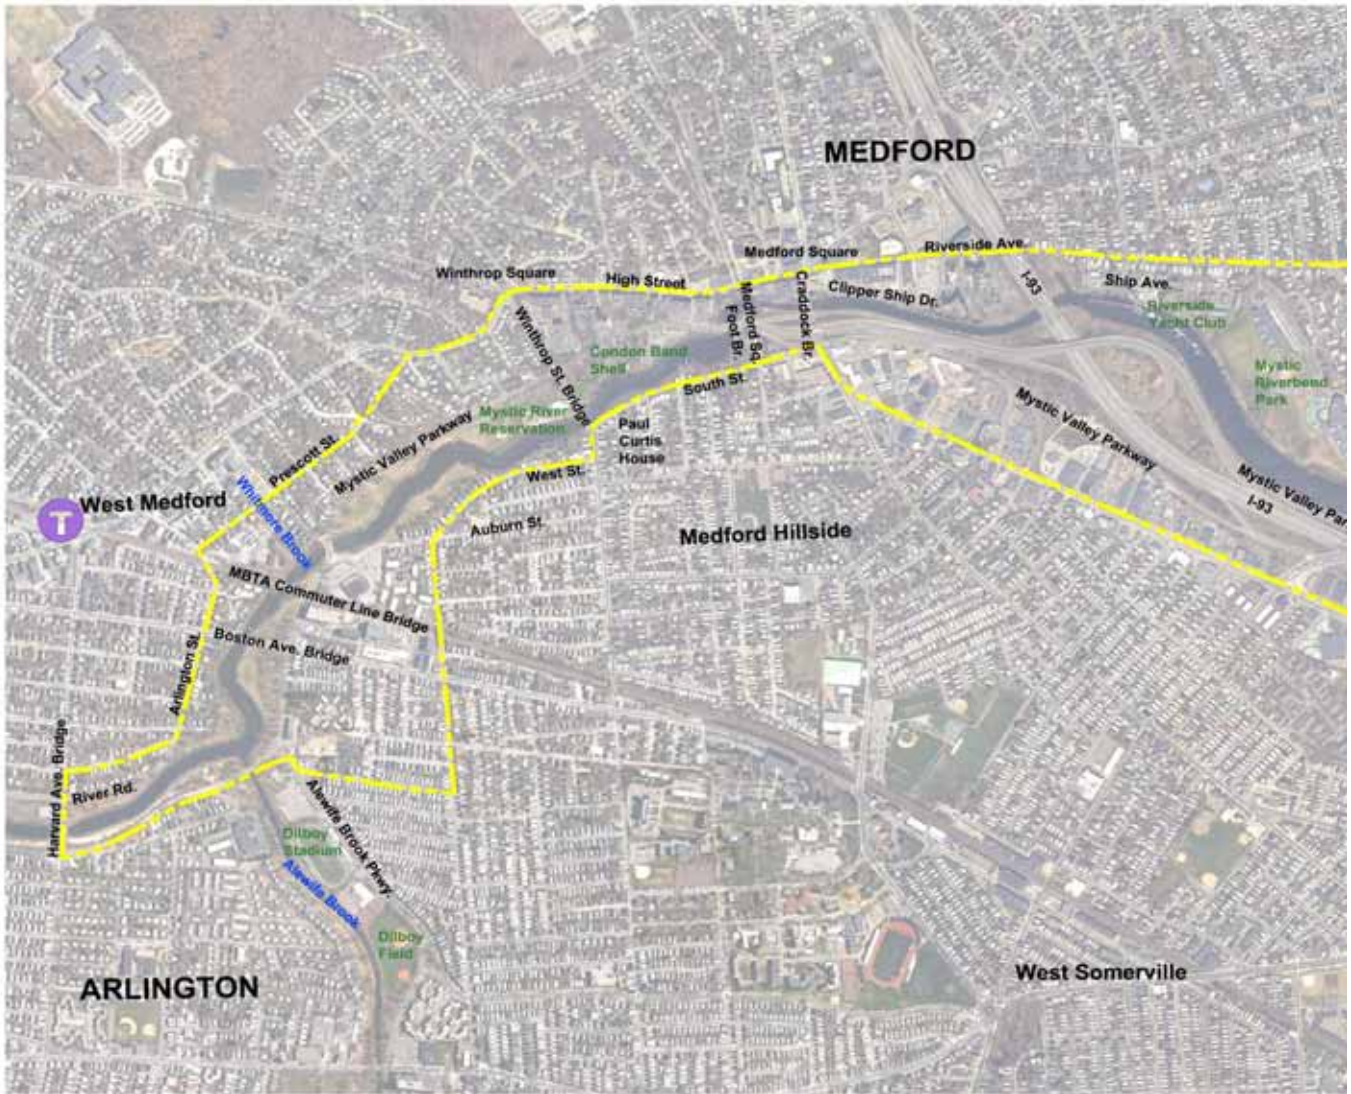 MEDFORD
Medford Square
Riverside Ave.
Winthrop Square
High Street
I-93
Ship Ave.
Clipper Ship Dr.
Craddock Br.
Medford Sq.
Foot Br.
Riverside
Yacht Club
Winthrop St. Bridge
Condon Band
Shell
South St.
Mystic
Riverbend
Park
Mystic Valley Parkway
Mystic River
Reservation
Mystic Valley Parkway
Paul
Curtis
House
Prescott St.
West St.
Mystic Valley Par
I-93
T
West Medford
Whitmore Brook
Auburn St.
Medford Hillside
MBTA Commuter Line Bridge
Boston Ave. Bridge
Arlington St.
Harvard Ave. Bridge
River Rd.
Alewife Brook Pkwy.
Dilboy
Stadium
Alewife Brook
Dilboy
Field
ARLINGTON
West Somerville